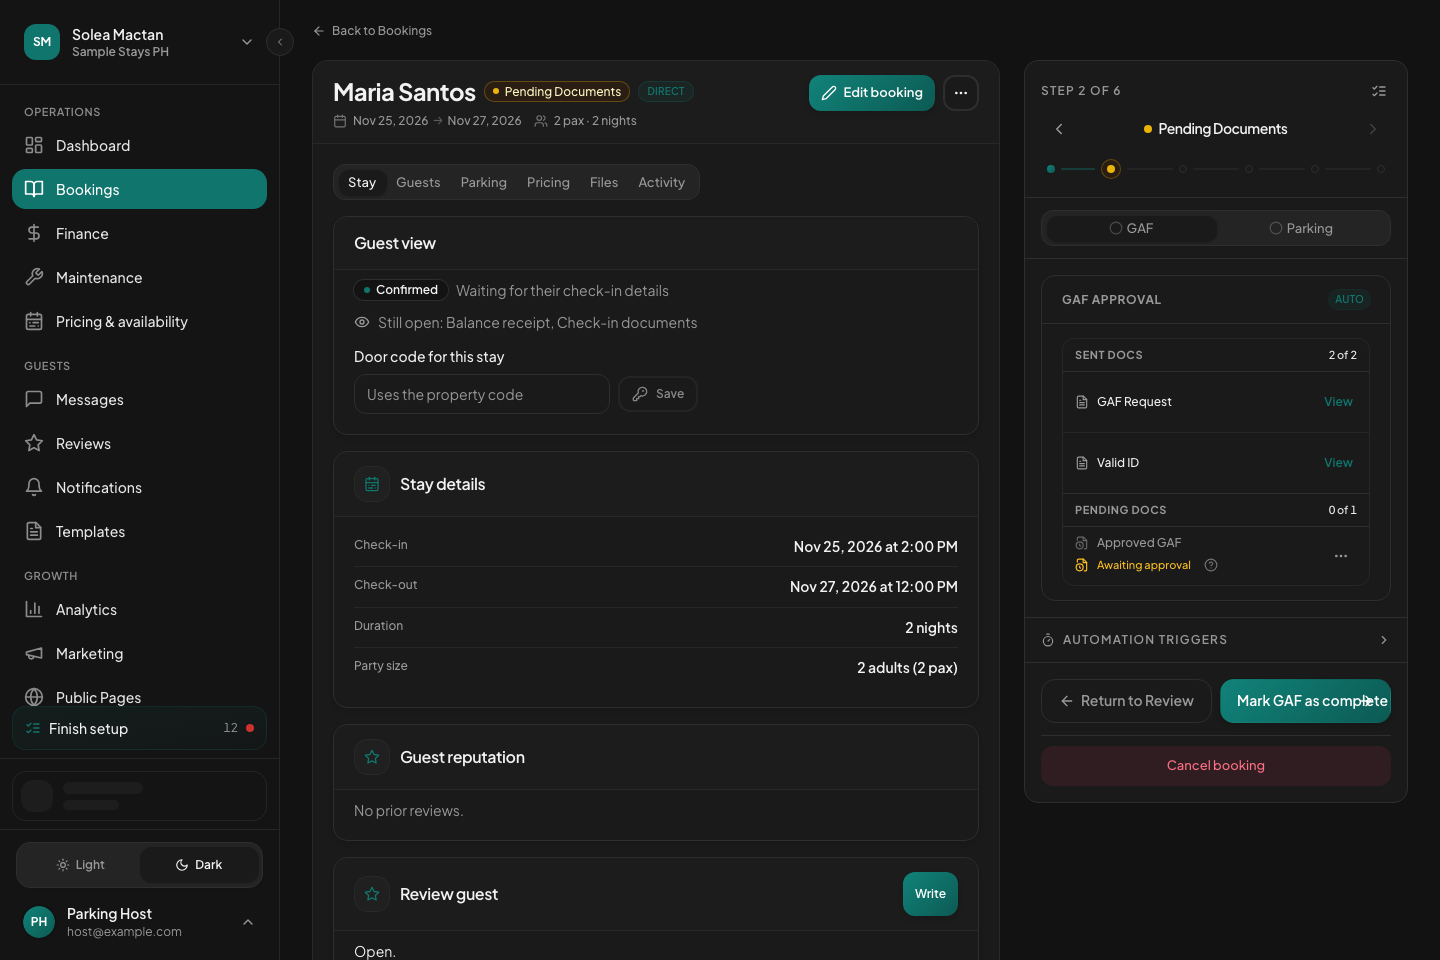 SM
Solea Mactan
Sample Stays PH
OPERATIONS
Dashboard
Bookings
Finance
Maintenance
Pricing & availability
GUESTS
Messages
Reviews
Notifications
Templates
GROWTH
Analytics
Marketing
Public Pages
Finish setup 12
Light Dark
PH
Parking Host
host@example.com
← Back to Bookings
Maria Santos Pending Documents DIRECT
Edit booking ...
Nov 25, 2026 → Nov 27, 2026 2 pax · 2 nights
Stay Guests Parking Pricing Files Activity
Guest view
Confirmed Waiting for their check-in details
Still open: Balance receipt, Check-in documents
Door code for this stay
Uses the property code Save
Stay details
Check-in Nov 25, 2026 at 2:00 PM
Check-out Nov 27, 2026 at 12:00 PM
Duration 2 nights
Party size 2 adults (2 pax)
Guest reputation
No prior reviews.
Review guest Write
Open.
STEP 2 OF 6
Pending Documents
GAF Parking
GAF APPROVAL AUTO
SENT DOCS 2 of 2
GAF Request View
Valid ID View
PENDING DOCS 0 of 1
Approved GAF
Awaiting approval ?
...
AUTOMATION TRIGGERS
← Return to Review Mark GAF as complete
Cancel booking